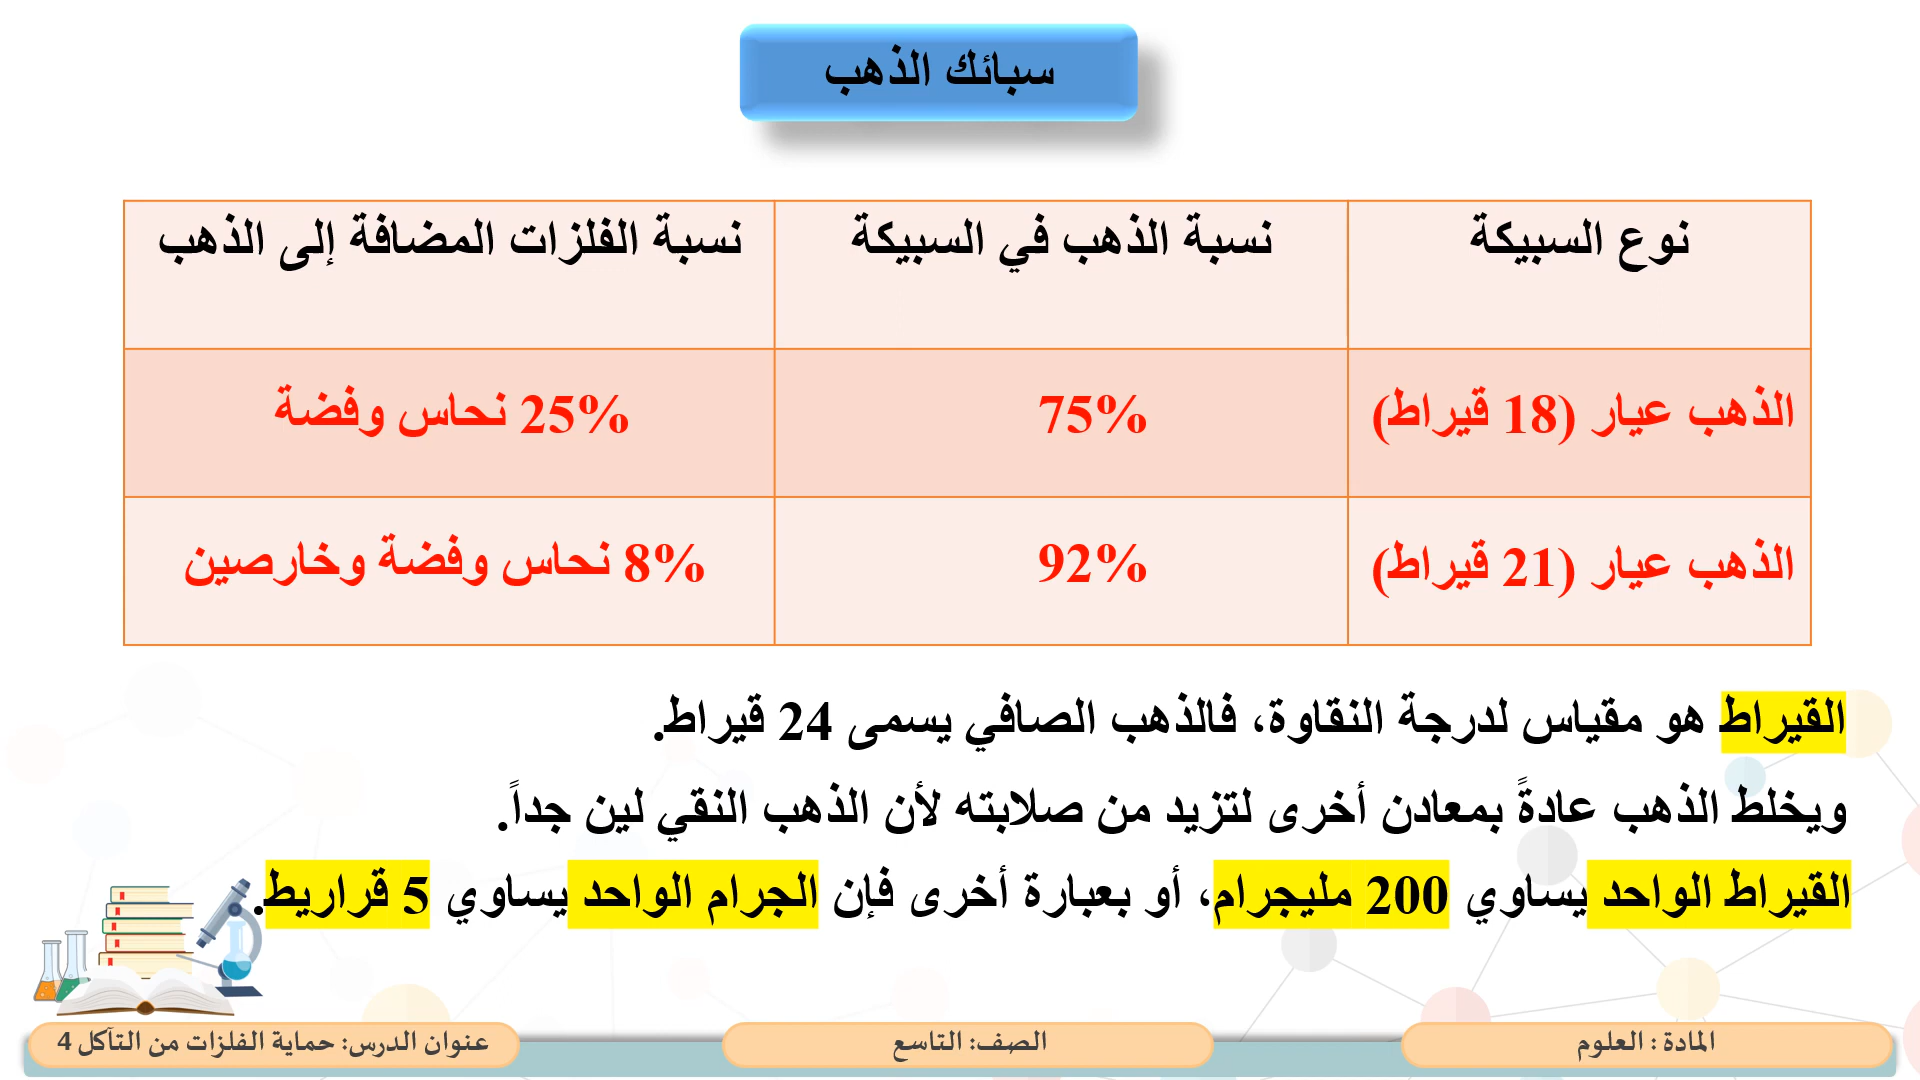 سبائك الذهب
نوع السبيكة
نسبة الذهب في السبيكة
نسبة الفلزات المضافة إلى الذهب
الذهب عيار (18 قيراط)
75%
25% نحاس وفضة
الذهب عيار (21 قيراط)
92%
8% نحاس وفضة وخارصين
القيراط هو مقياس لدرجة النقاوة، فالذهب الصافي يسمى 24 قيراط.
ويخلط الذهب عادةً بمعادن أخرى لتزيد من صلابته لأن الذهب النقي لين جداً.
القيراط الواحد يساوي 200 مليجرام، أو بعبارة أخرى فإن الجرام الواحد يساوي 5 قراريط.
المادة : العلوم
الصف: التاسع
عنوان الدرس: حماية الفلزات من التآكل 4